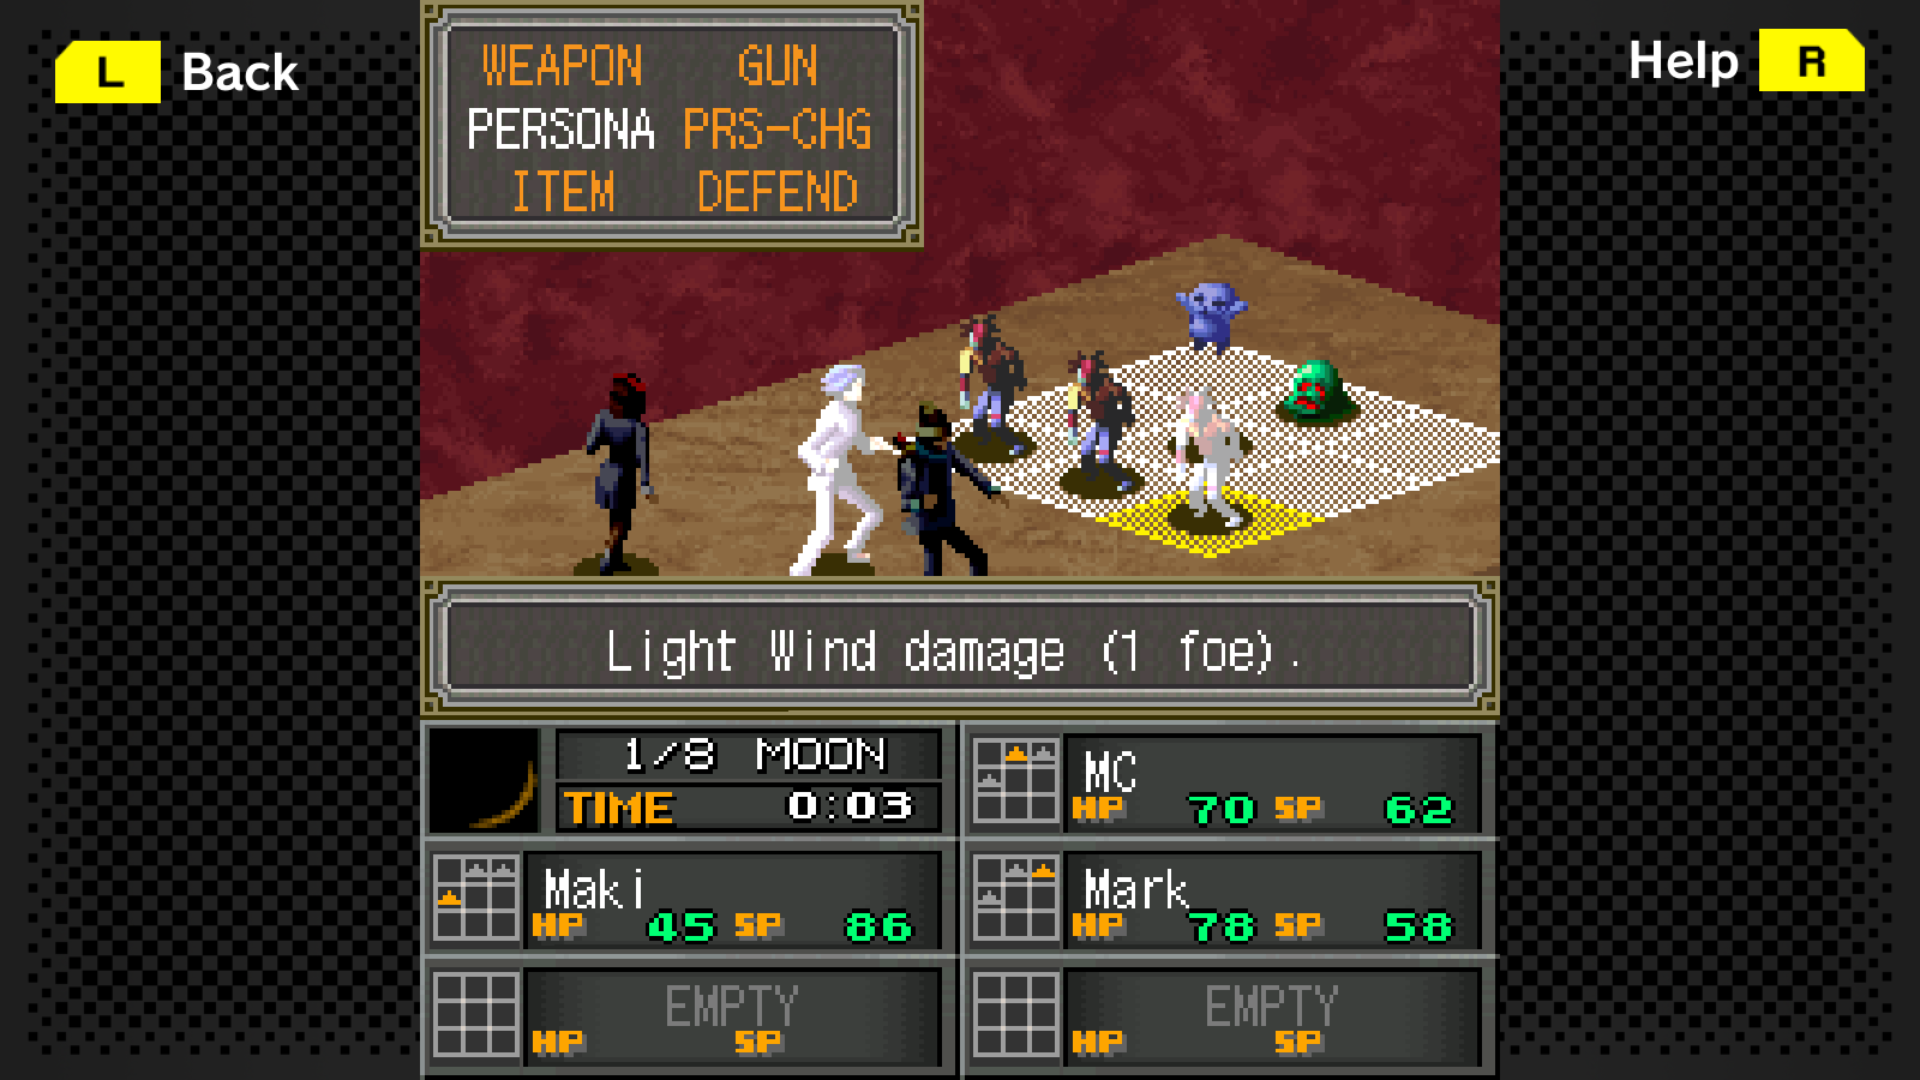 L Back
Help R
WEAPON GUN
PERSONA PRS-CHG
ITEM DEFEND
Light Wind damage (1 foe).
1/8 MOON
TIME 0:03
MC
HP 70 SP 62
Maki
HP 45 SP 86
Mark
HP 78 SP 58
EMPTY
HP SP
EMPTY
HP SP